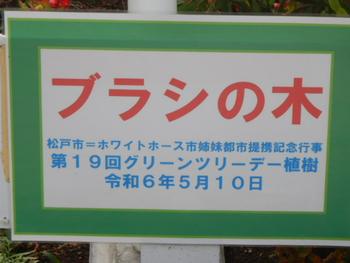 ブラシの木
松戸市＝ホワイトホース市姉妹都市提携記念行事
第１９回グリーンツリーデー植樹
令和６年５月１０日